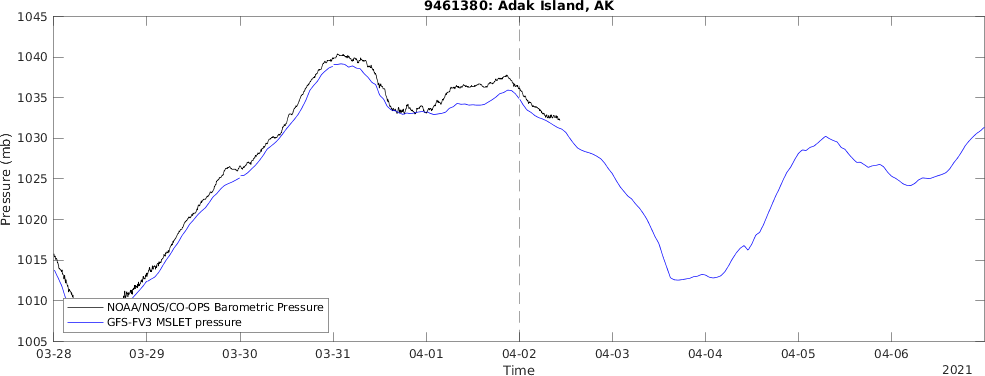 9461380: Adak Island, AK
1045
1040
1035
1030
1025
1020
1015
1010
1005
Pressure (mb)
NOAA/NOS/CO-OPS Barometric Pressure
GFS-FV3 MSLET pressure
03-28 03-29 03-30 03-31 04-01 04-02 04-03 04-04 04-05 04-06
Time
2021